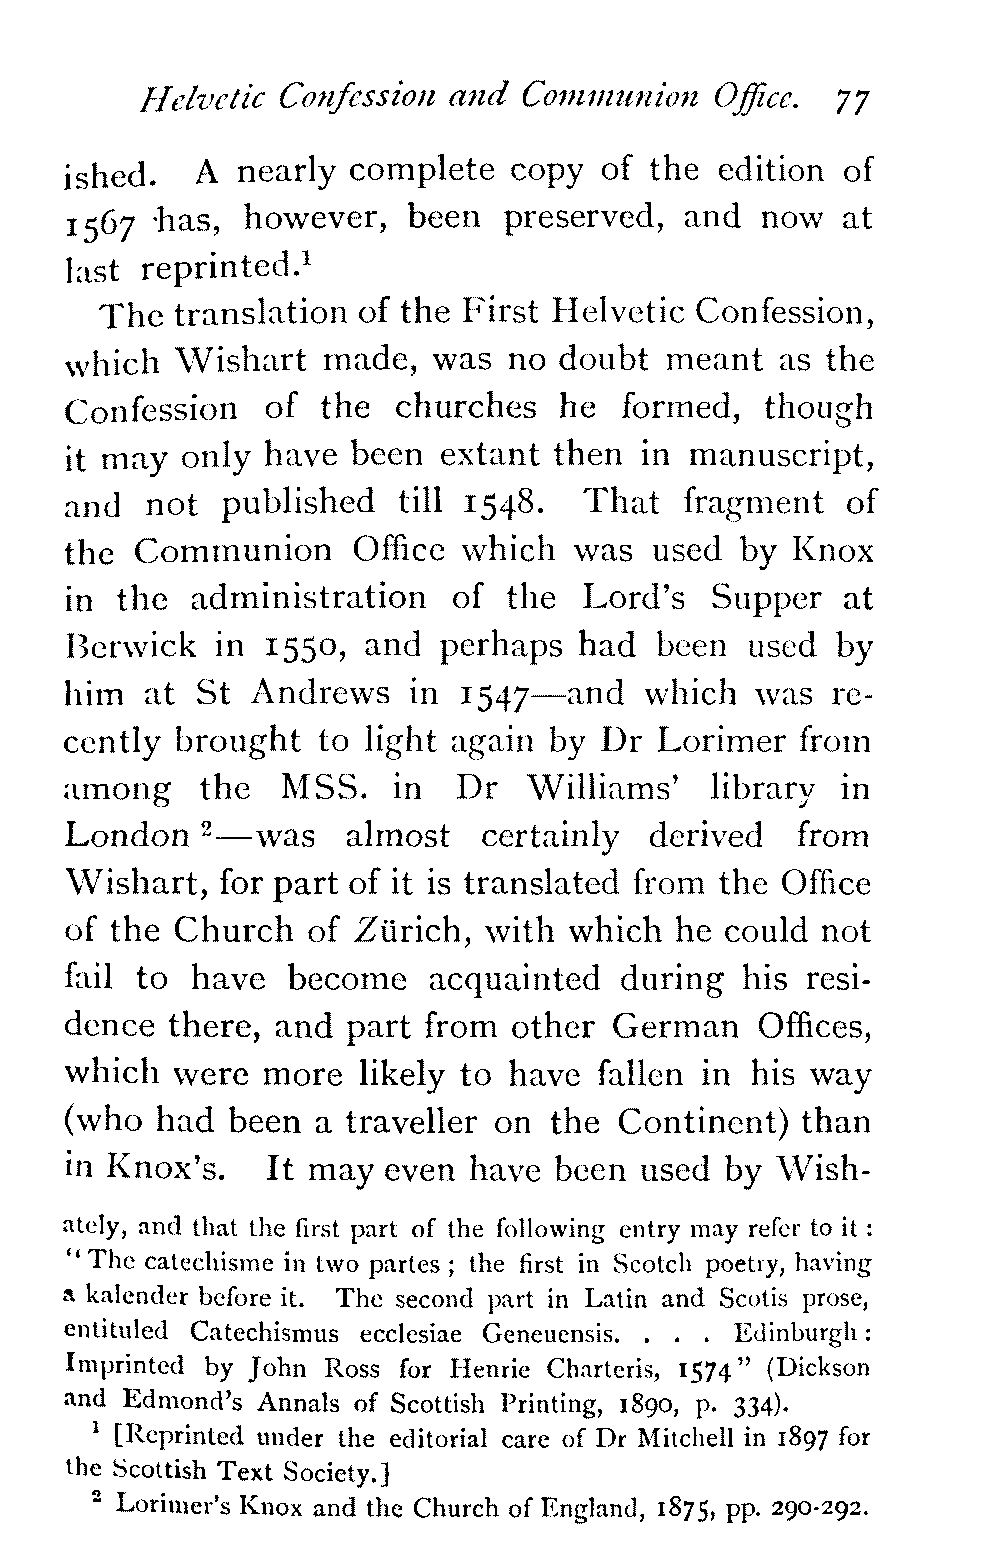 Helvetic Confession and Communion Office. 77
ished. A nearly complete copy of the edition of
1567 has, however, been preserved, and now at
last reprinted.¹
The translation of the First Helvetic Confession,
which Wishart made, was no doubt meant as the
Confession of the churches he formed, though
it may only have been extant then in manuscript,
and not published till 1548. That fragment of
the Communion Office which was used by Knox
in the administration of the Lord's Supper at
Berwick in 1550, and perhaps had been used by
him at St Andrews in 1547—and which was re-
cently brought to light again by Dr Lorimer from
among the MSS. in Dr Williams' library in
London ²—was almost certainly derived from
Wishart, for part of it is translated from the Office
of the Church of Zürich, with which he could not
fail to have become acquainted during his resi-
dence there, and part from other German Offices,
which were more likely to have fallen in his way
(who had been a traveller on the Continent) than
in Knox's. It may even have been used by Wish-
ately, and that the first part of the following entry may refer to it :
"The catechisme in two partes ; the first in Scotch poetry, having
a kalender before it. The second part in Latin and Scotis prose,
entituled Catechismus ecclesiae Geneuensis. . . . Edinburgh :
Imprinted by John Ross for Henrie Charteris, 1574" (Dickson
and Edmond's Annals of Scottish Printing, 1890, p. 334).
¹ [Reprinted under the editorial care of Dr Mitchell in 1897 for
the Scottish Text Society.]
² Lorimer's Knox and the Church of England, 1875, pp. 290-292.